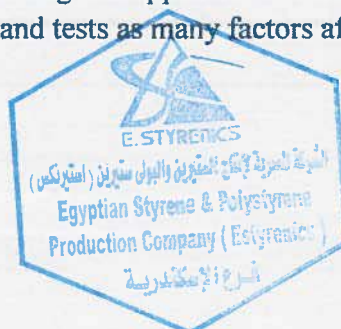 and tests as many factors af
E.STYRENICS
الشركة المصرية لإنتاج الستيرين والبولى ستيرين ( استيرنكس )
Egyptian Styrene & Polystyrene
Production Company ( Estyrenics )
فرع الإسكندرية